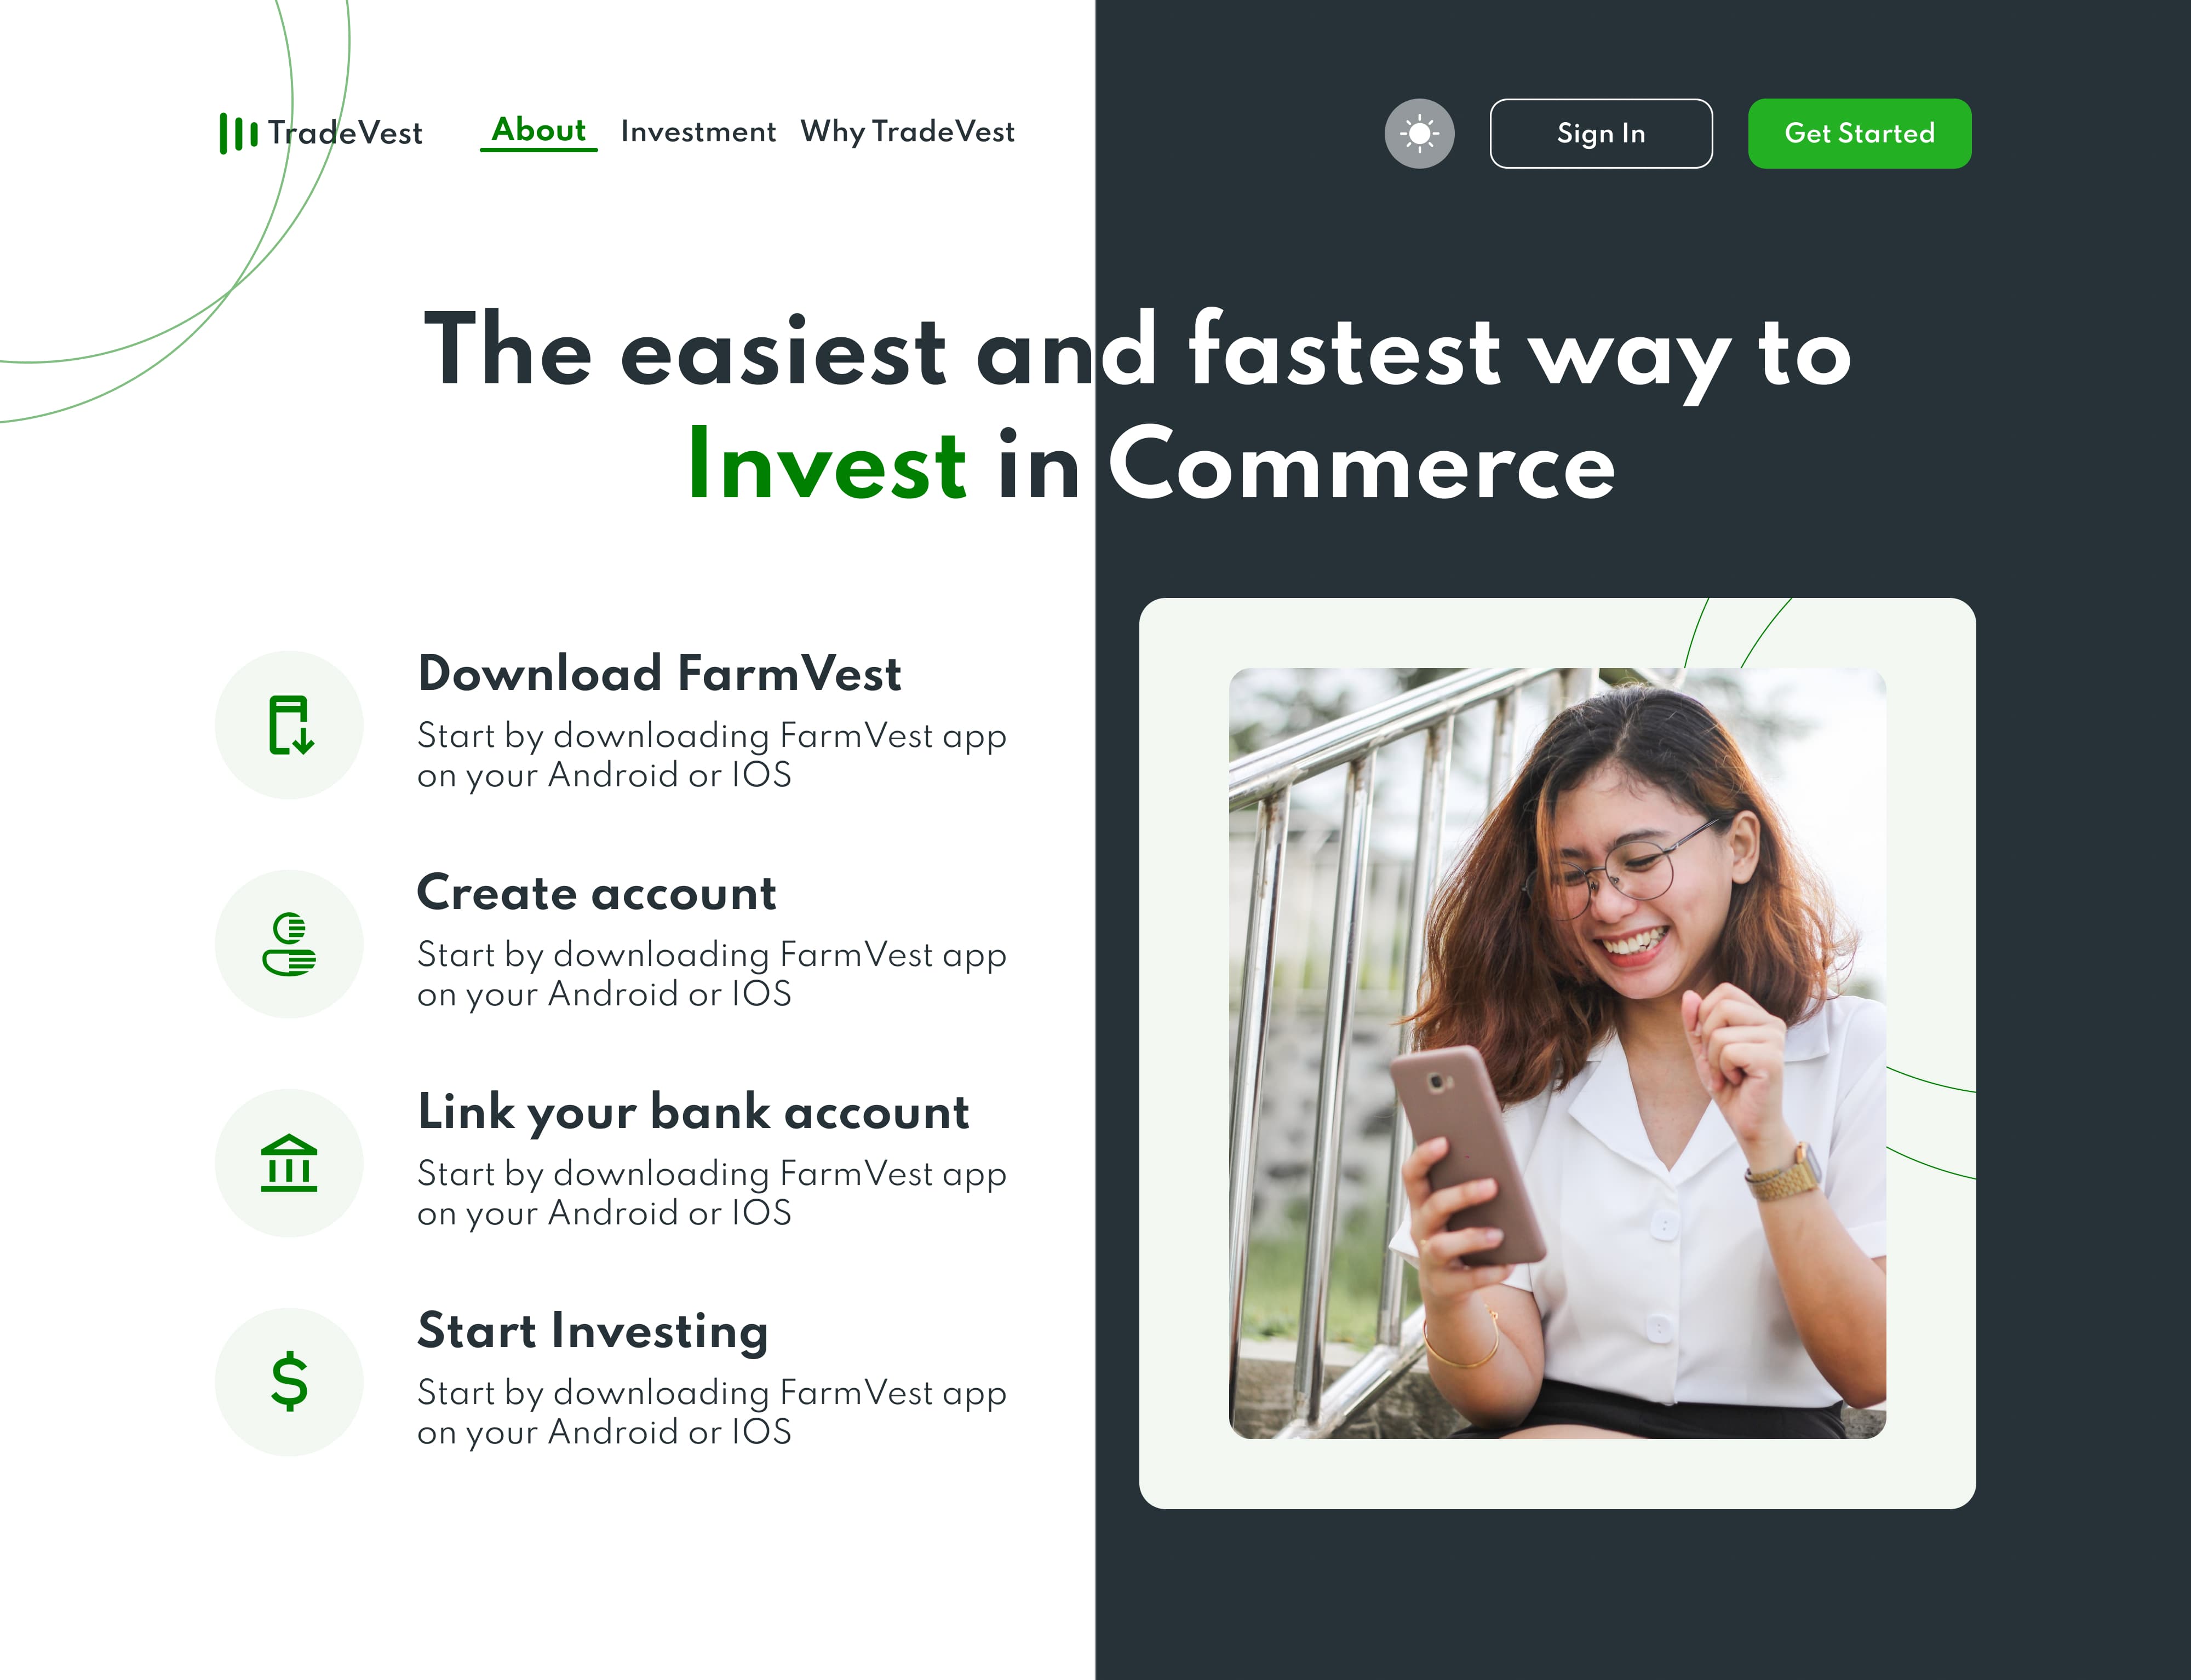 TradeVest
About
Investment
Why TradeVest
Sign In
Get Started
The easiest and fastest way to
Invest in Commerce
Download FarmVest
Start by downloading FarmVest app
on your Android or IOS
Create account
Start by downloading FarmVest app
on your Android or IOS
Link your bank account
Start by downloading FarmVest app
on your Android or IOS
Start Investing
Start by downloading FarmVest app
on your Android or IOS